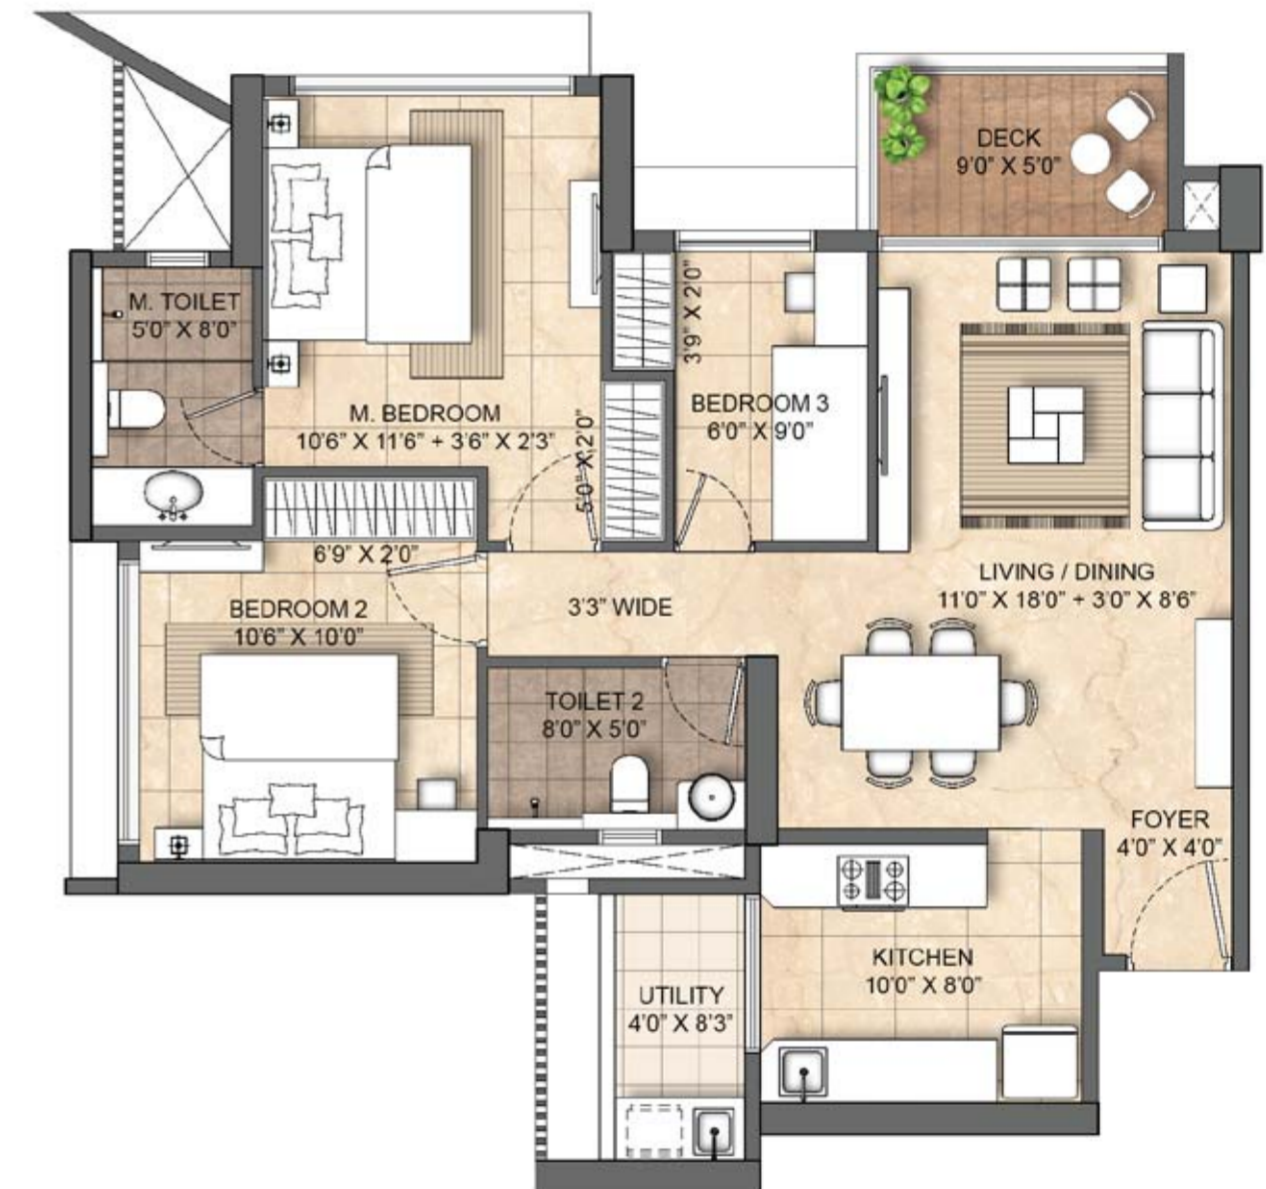 DECK
9'0" X 5'0"
M. TOILET
5'0" X 8'0"
3'9" X 2'0"
M. BEDROOM
10'6" X 11'6" + 3'6" X 2'3"
5'0" X 2'0"
BEDROOM 3
6'0" X 9'0"
6'9" X 2'0"
BEDROOM 2
10'6" X 10'0"
3'3" WIDE
LIVING / DINING
11'0" X 18'0" + 3'0" X 8'6"
TOILET 2
8'0" X 5'0"
FOYER
4'0" X 4'0"
KITCHEN
10'0" X 8'0"
UTILITY
4'0" X 8'3"